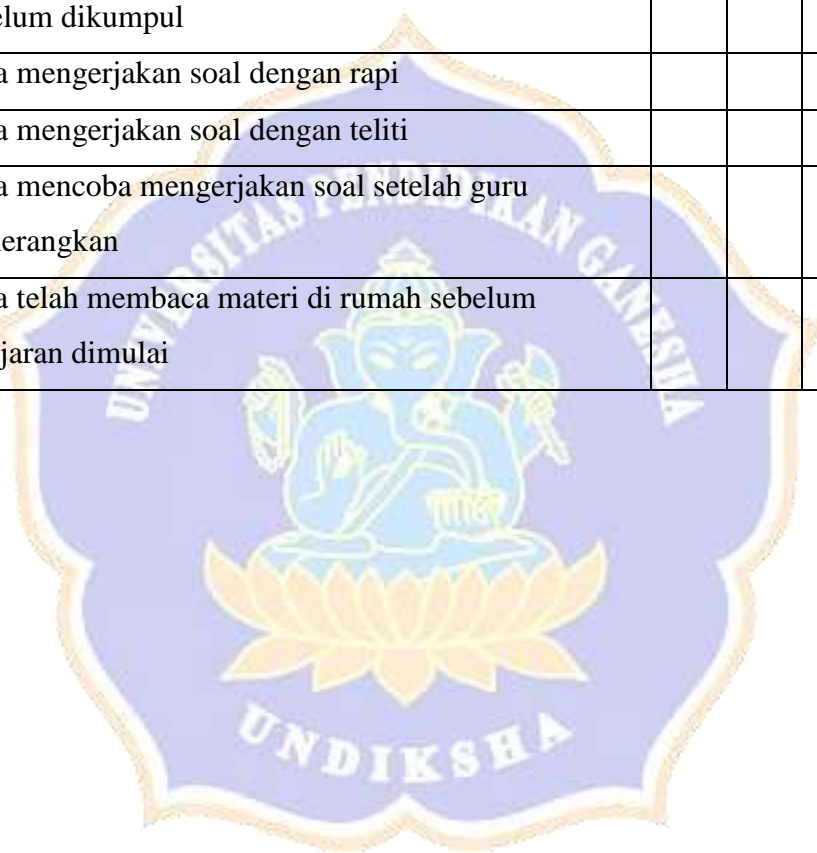 elum dikumpul
a mengerjakan soal dengan rapi
a mengerjakan soal dengan teliti
a mencoba mengerjakan soal setelah guru
erangkan
a telah membaca materi di rumah sebelum
jaran dimulai
UNIVERSITAS PENDIDIKAN GANESHA
UNDIKSHA